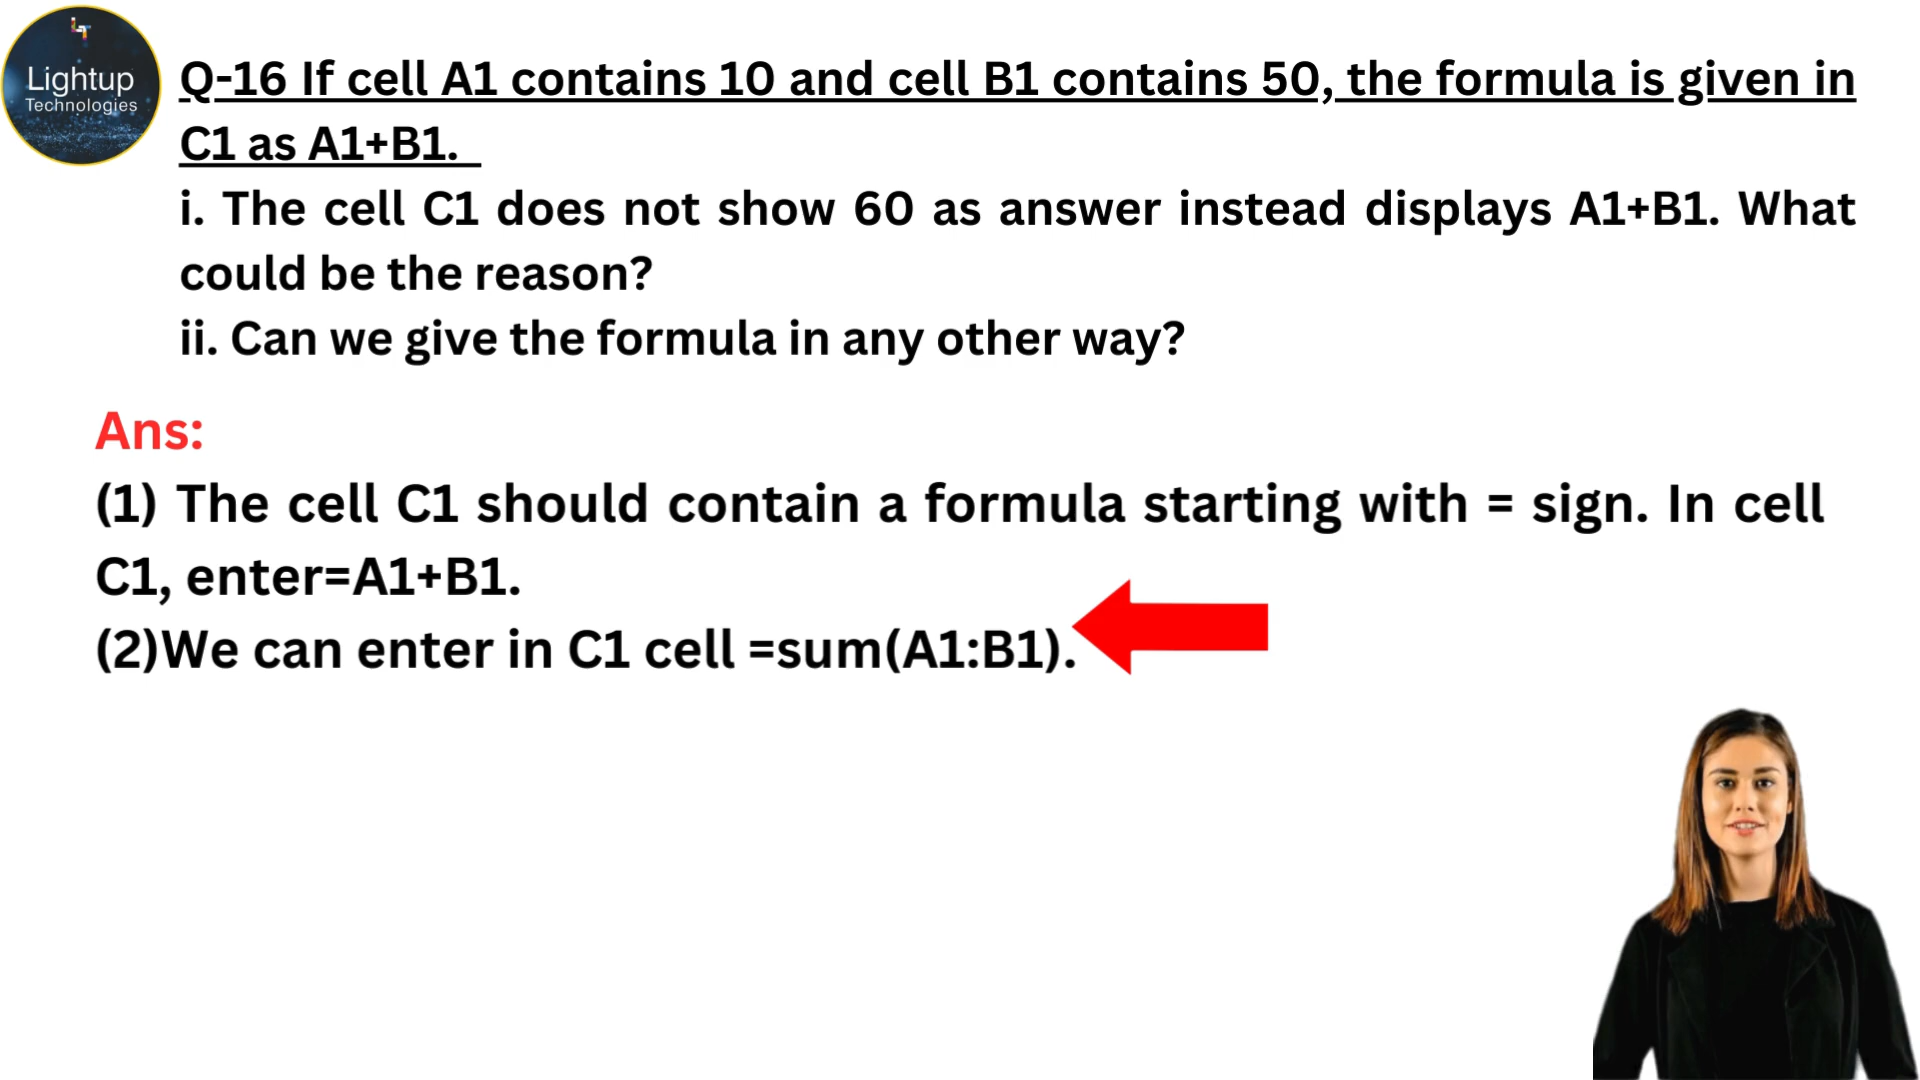 LT
Lightup
Technologies
Q-16 If cell A1 contains 10 and cell B1 contains 50, the formula is given in
C1 as A1+B1.
i. The cell C1 does not show 60 as answer instead displays A1+B1. What
could be the reason?
ii. Can we give the formula in any other way?
Ans:
(1) The cell C1 should contain a formula starting with = sign. In cell
C1, enter=A1+B1.
(2)We can enter in C1 cell =sum(A1:B1).